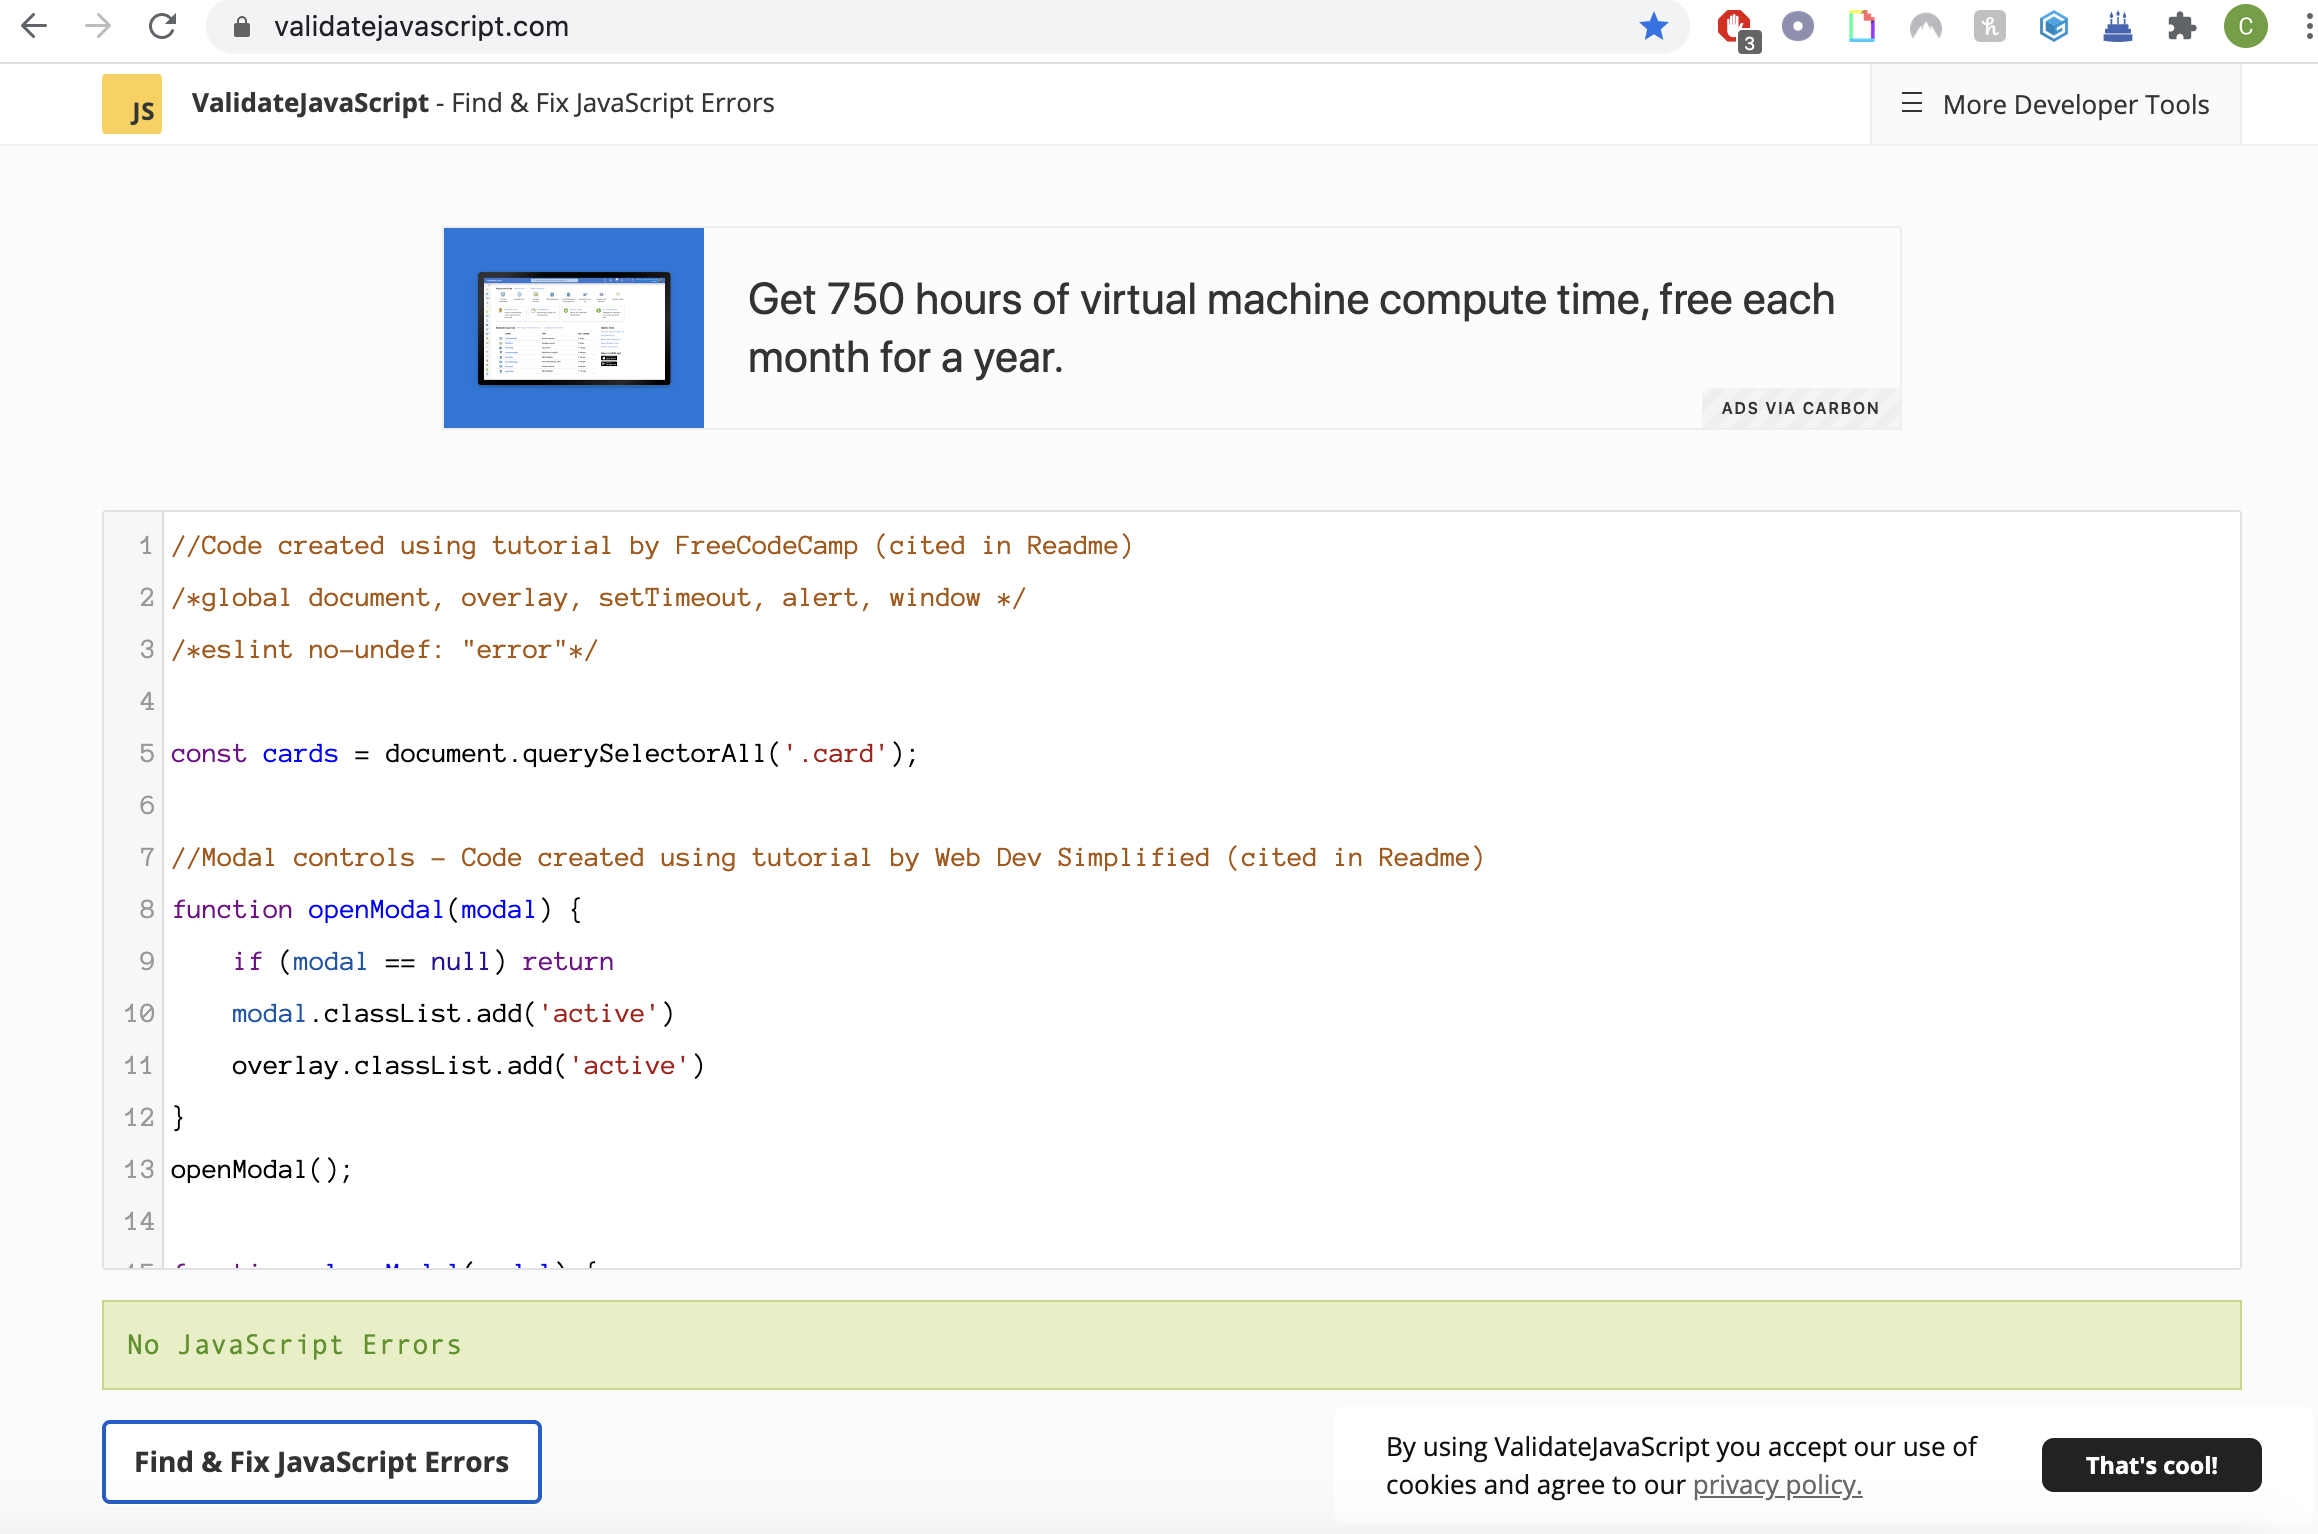 validatejavascript.com
3
C
JS
ValidateJavaScript - Find & Fix JavaScript Errors
More Developer Tools
Get 750 hours of virtual machine compute time, free each
month for a year.
ADS VIA CARBON
1 //Code created using tutorial by FreeCodeCamp (cited in Readme)
2 /*global document, overlay, setTimeout, alert, window */
3 /*eslint no-undef: "error"*/
4
5 const cards = document.querySelectorAll('.card');
6
7 //Modal controls - Code created using tutorial by Web Dev Simplified (cited in Readme)
8 function openModal(modal) {
9     if (modal == null) return
10     modal.classList.add('active')
11     overlay.classList.add('active')
12 }
13 openModal();
14
No JavaScript Errors
Find & Fix JavaScript Errors
By using ValidateJavaScript you accept our use of
cookies and agree to our privacy policy.
That's cool!